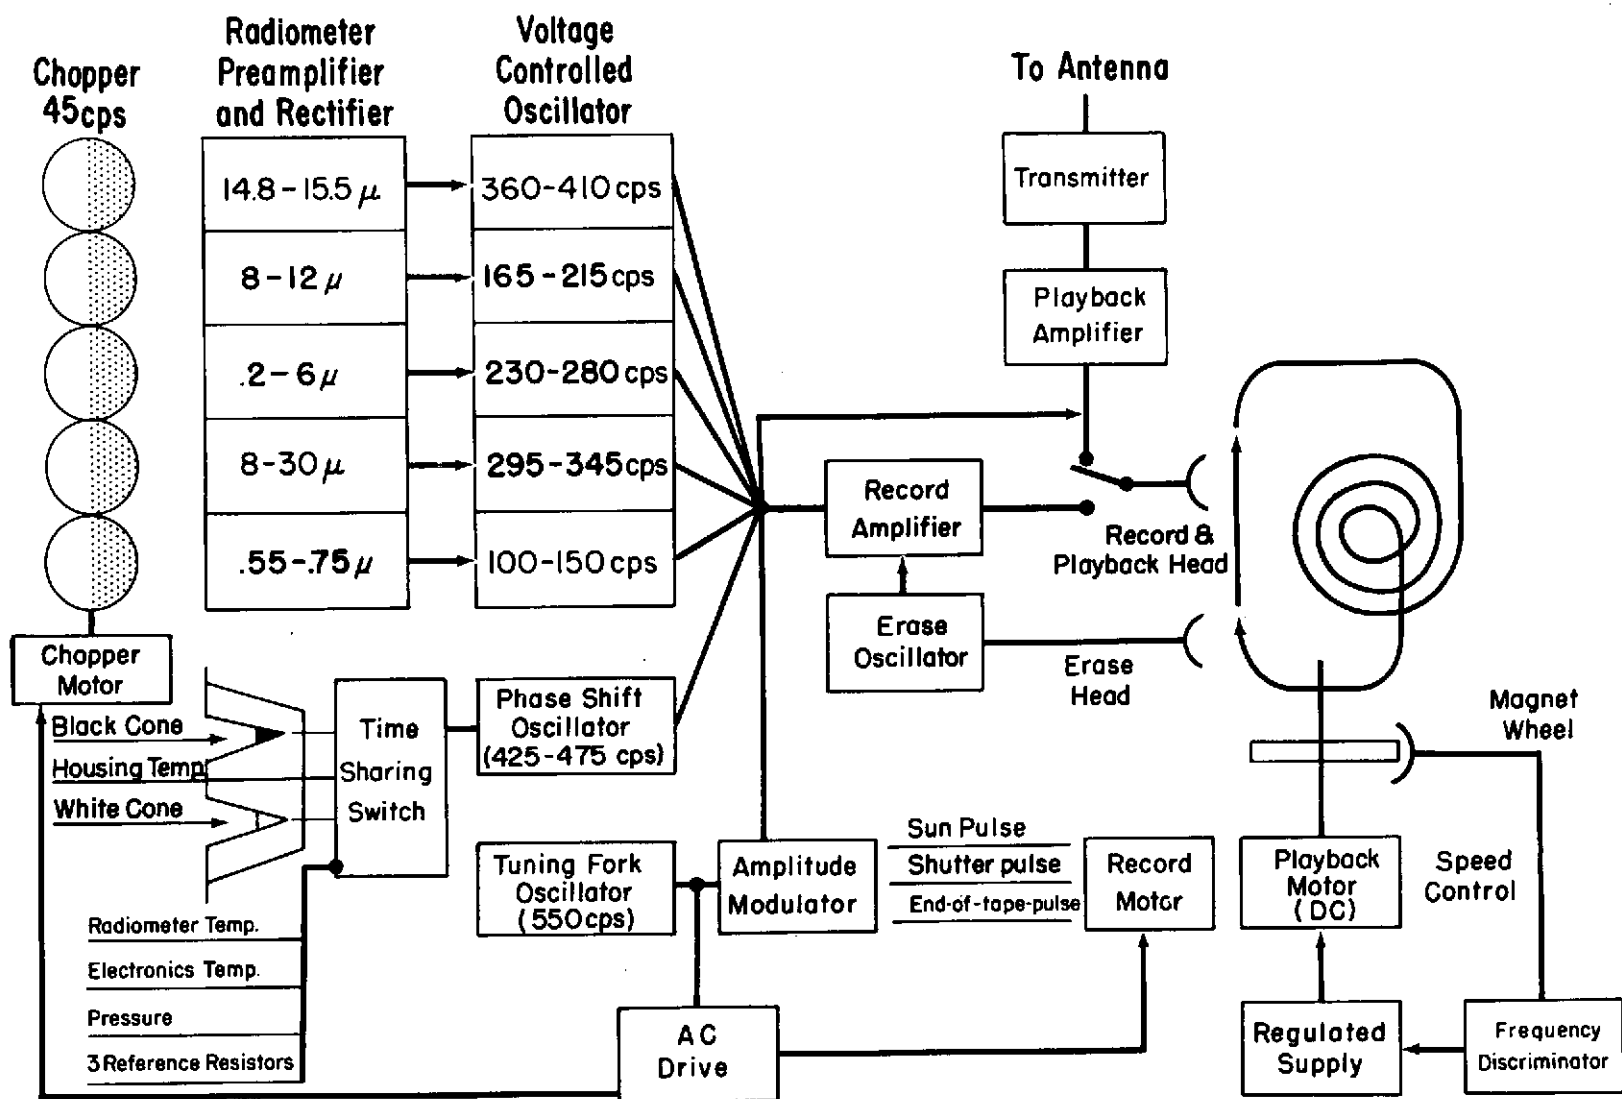 Chopper
45cps
Radiometer
Preamplifier
and Rectifier
Voltage
Controlled
Oscillator
To Antenna
14.8-15.5 μ
360-410 cps
8-12 μ
165-215 cps
.2-6 μ
230-280 cps
8-30 μ
295-345 cps
.55-.75 μ
100-150 cps
Transmitter
Playback
Amplifier
Record
Amplifier
Record &
Playback Head
Erase
Oscillator
Erase
Head
Chopper
Motor
Black Cone
Housing Temp.
White Cone
Time
Sharing
Switch
Phase Shift
Oscillator
(425-475 cps)
Magnet
Wheel
Tuning Fork
Oscillator
(550cps)
Amplitude
Modulator
Sun Pulse
Shutter pulse
End-of-tape-pulse
Record
Motor
Playback
Motor
(DC)
Speed
Control
Radiometer Temp.
Electronics Temp.
Pressure
3 Reference Resistors
AC
Drive
Regulated
Supply
Frequency
Discriminator